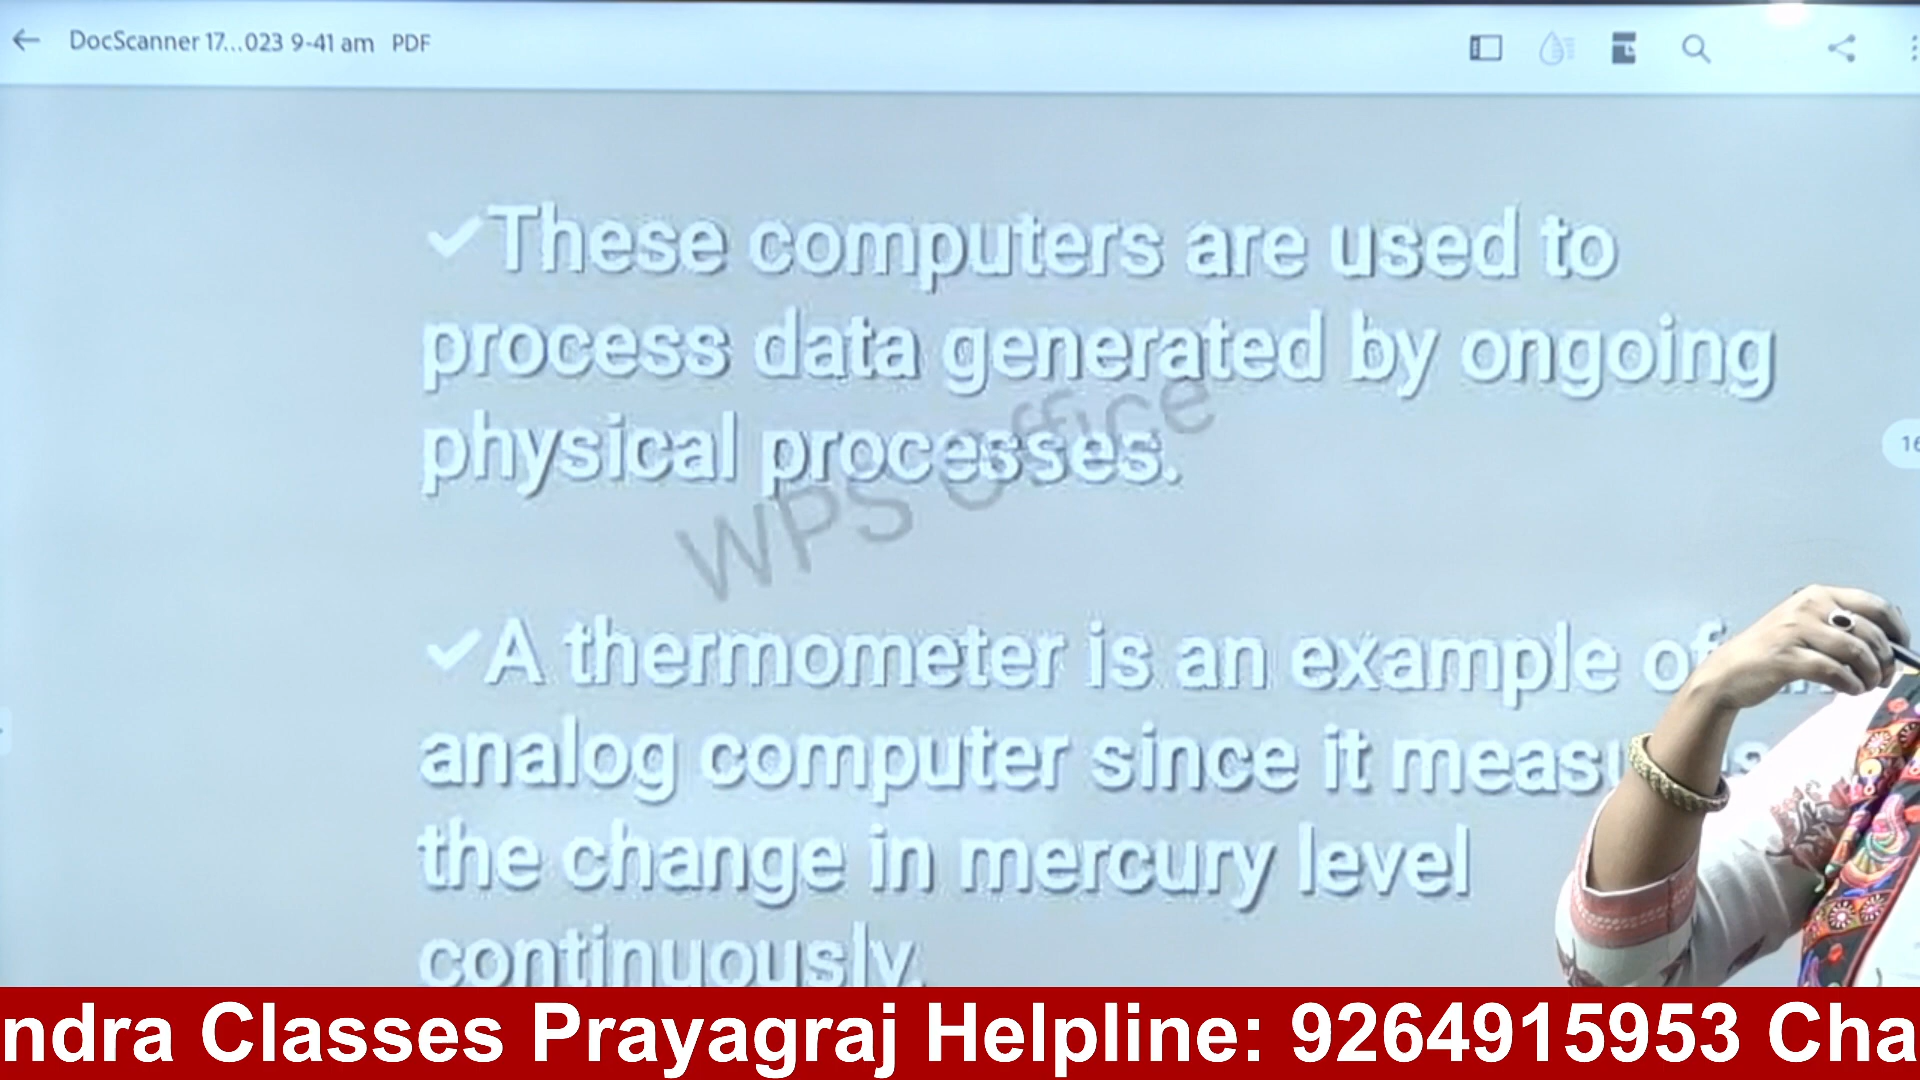 DocScanner 17...023 9-41 am PDF
✓These computers are used to
process data generated by ongoing
physical processes.
WPS Office
16
✓A thermometer is an example of
analog computer since it
the change in mercury level
continuously.
ndra Classes Prayagraj Helpline: 9264915953 Cha